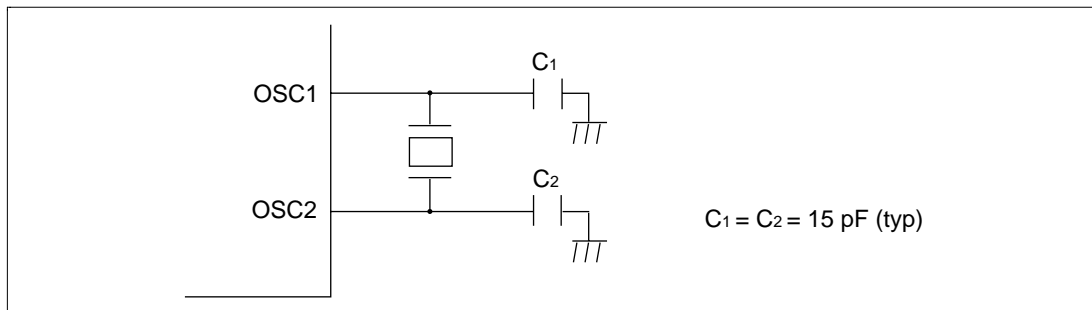 C1
OSC1
C2
OSC2
C1 = C2 = 15 pF (typ)